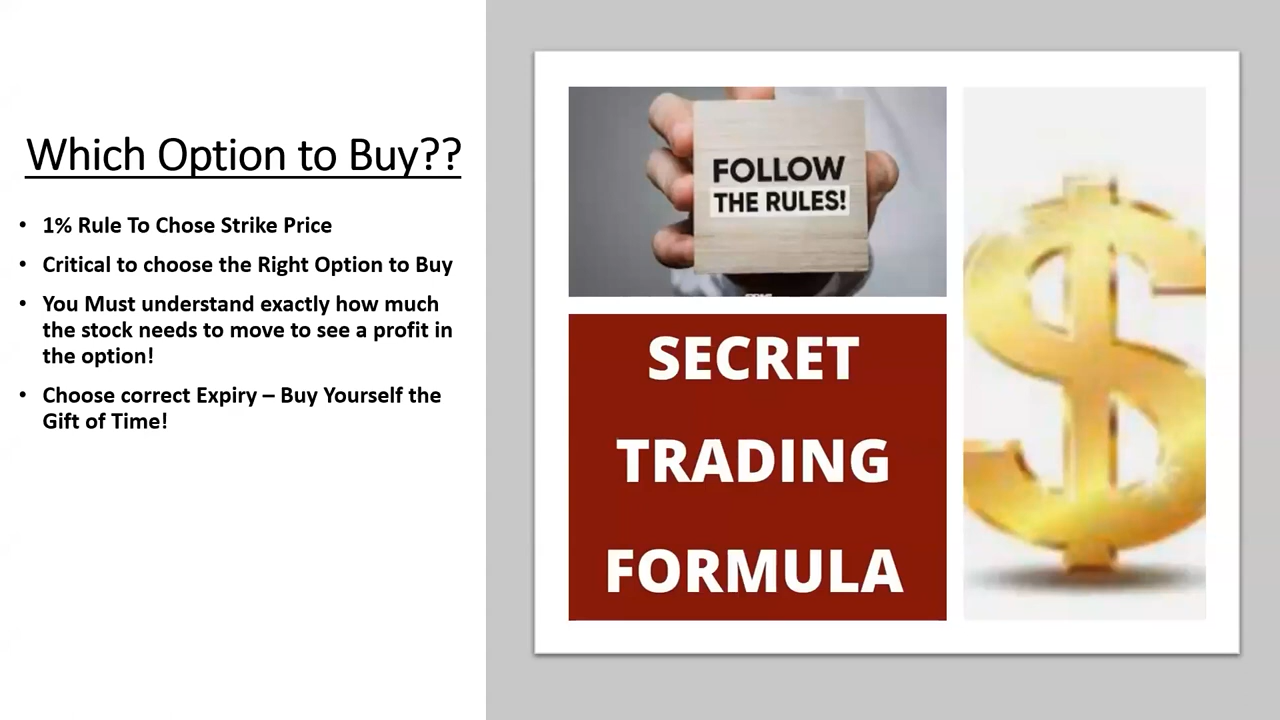 Which Option to Buy??
• 1% Rule To Chose Strike Price
• Critical to choose the Right Option to Buy
• You Must understand exactly how much
the stock needs to move to see a profit in
the option!
• Choose correct Expiry – Buy Yourself the
Gift of Time!
FOLLOW
THE RULES!
SECRET
TRADING
FORMULA